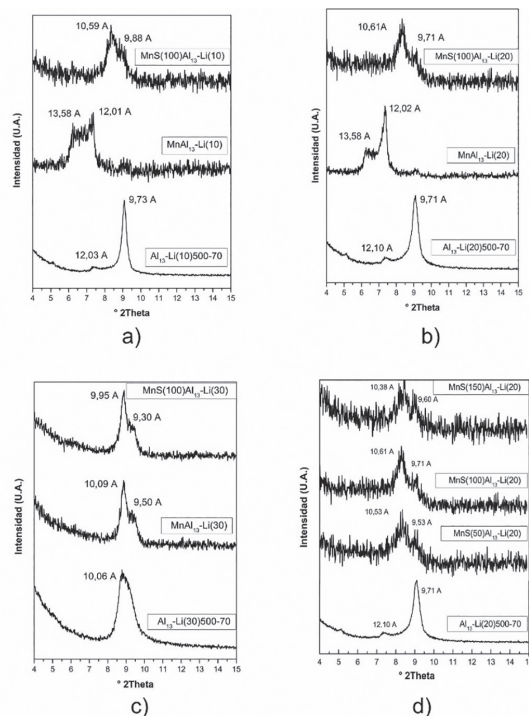 10,59 A
9,88 A
MnS(100)Al13-Li(10)
13,58 A
12,01 A
MnAl13-Li(10)
9,73 A
12,03 A
Al13-Li(10)500-70
Intensidad (U.A.)
4 5 6 7 8 9 10 11 12 13 14 15
° 2Theta
a)
10,61A
9,71 A
MnS(100)Al13-Li(20)
12,02 A
13,58 A
MnAl13-Li(20)
9,71 A
12,10 A
Al13-Li(20)500-70
Intensidad (U.A.)
4 5 6 7 8 9 10 11 12 13 14 15
° 2Theta
b)
MnS(100)Al13-Li(30)
9,95 A
9,30 A
10,09 A
MnAl13-Li(30)
9,50 A
10,06 A
Al13-Li(30)500-70
Intensidad (U.A.)
4 5 6 7 8 9 10 11 12 13 14 15
° 2Theta
c)
MnS(150)Al13-Li(20)
10,38 A
9,60 A
10,61 A
9,71 A
MnS(100)Al13-Li(20)
10,53 A
9,53 A
MnS(50)Al13-Li(20)
9,71 A
12,10 A
Al13-Li(20)500-70
Intensidad (U.A.)
4 5 6 7 8 9 10 11 12 13 14 1
° 2Theta
d)